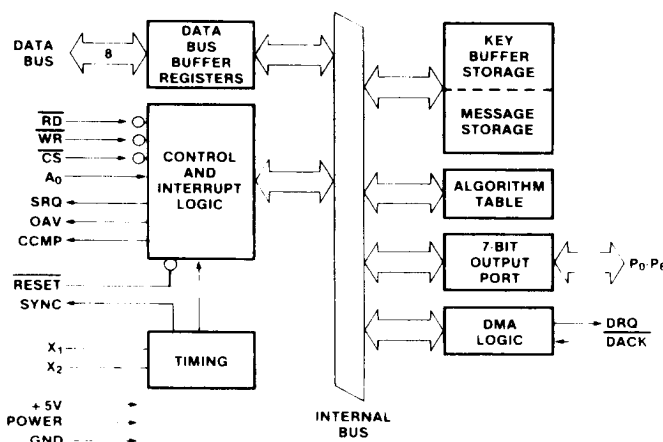 DATA
BUS
8
DATA
BUS
BUFFER
REGISTERS
RD
WR
CS
A0
SRQ
OAV
CCMP
CONTROL
AND
INTERRUPT
LOGIC
RESET
SYNC
X1
X2
TIMING
+5V
POWER
GND
INTERNAL
BUS
KEY
BUFFER
STORAGE
MESSAGE
STORAGE
ALGORITHM
TABLE
7-BIT
OUTPUT
PORT
P0-P6
DMA
LOGIC
DRQ
DACK